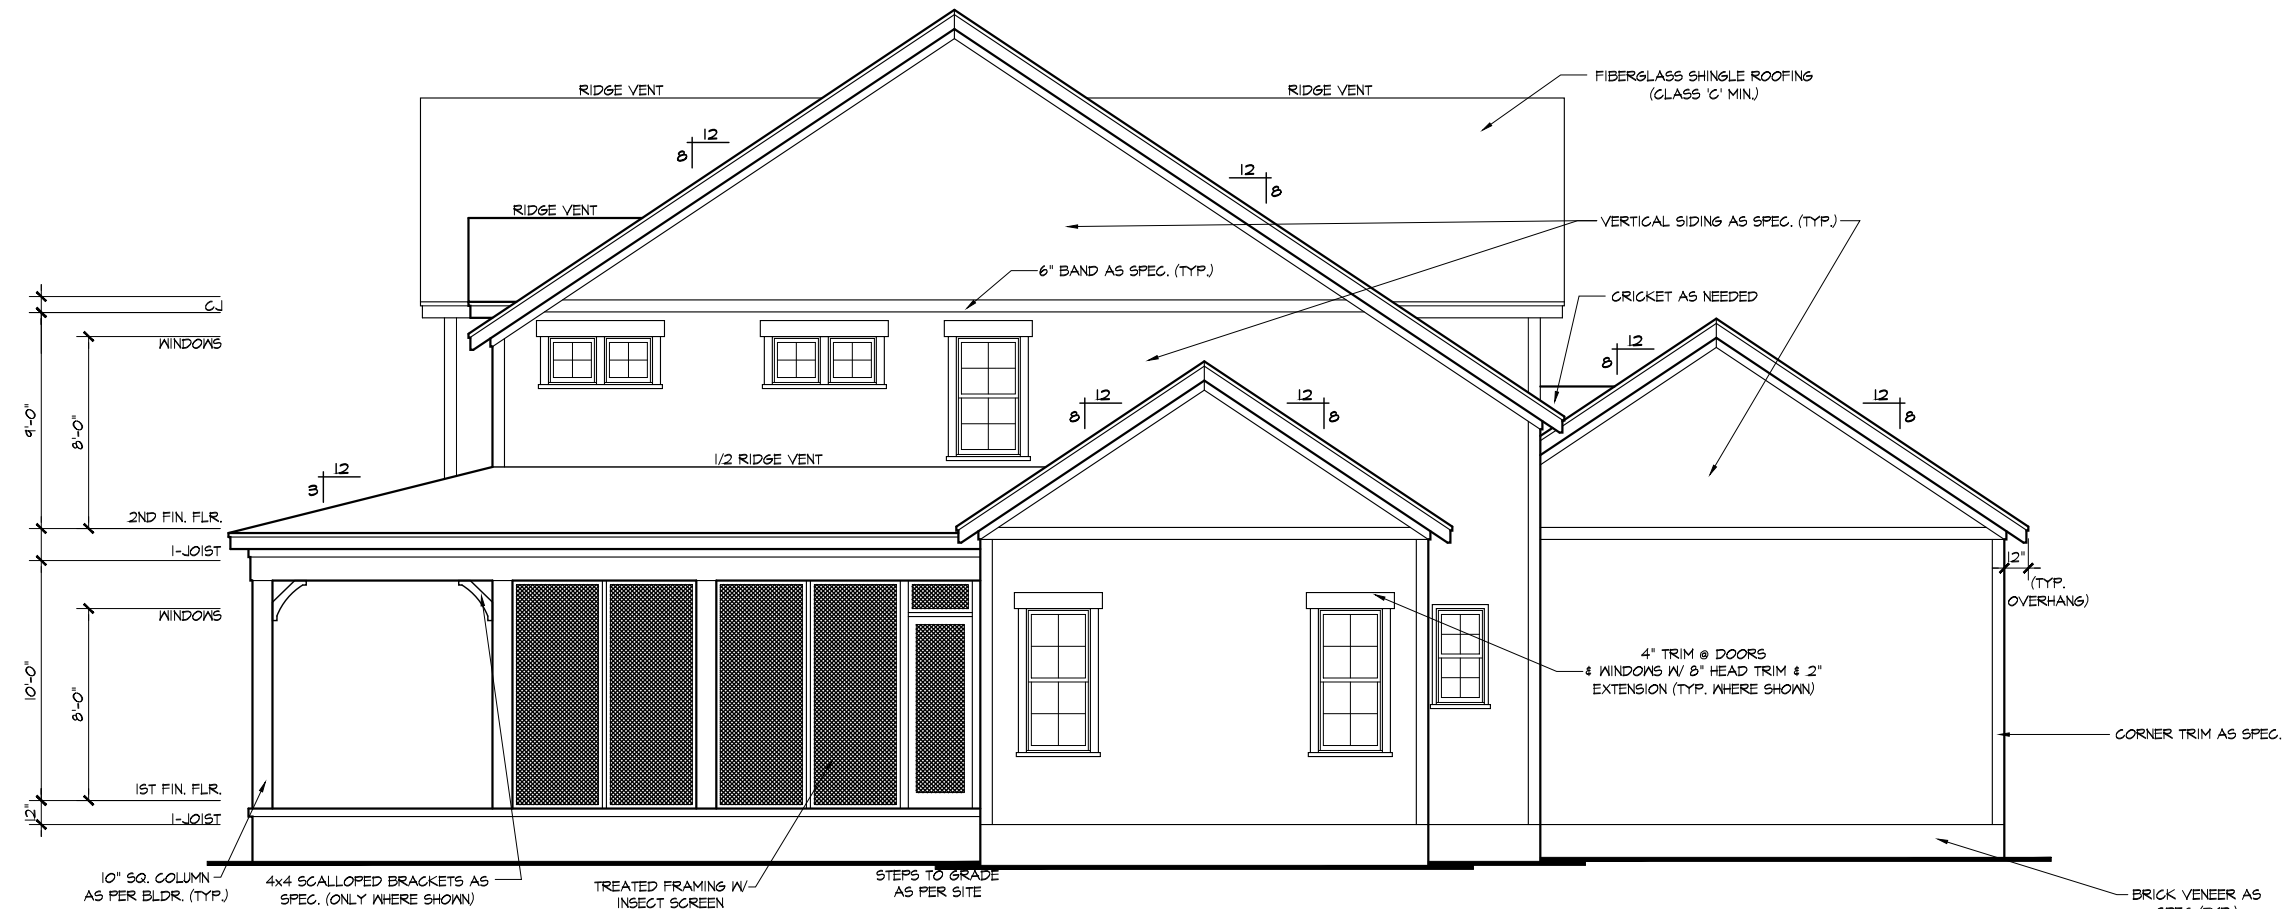 RIDGE VENT
RIDGE VENT
FIBERGLASS SHINGLE ROOFING
(CLASS 'C' MIN.)
12
8
12
8
RIDGE VENT
VERTICAL SIDING AS SPEC. (TYP.)
6" BAND AS SPEC. (TYP.)
CRICKET AS NEEDED
CJ
WINDOWS
12
8
9'-0"
8'-0"
12
8
12
8
12
8
1/2 RIDGE VENT
12
3
2ND FIN. FLR.
I-JOIST
12"
(TYP.
OVERHANG)
WINDOWS
10'-0"
8'-0"
4" TRIM @ DOORS
& WINDOWS W/ 8" HEAD TRIM & 2"
EXTENSION (TYP. WHERE SHOWN)
CORNER TRIM AS SPEC.
1ST FIN. FLR.
12"
I-JOIST
10" SQ. COLUMN
AS PER BLDR. (TYP.)
4x4 SCALLOPED BRACKETS AS
SPEC. (ONLY WHERE SHOWN)
TREATED FRAMING W/
INSECT SCREEN
STEPS TO GRADE
AS PER SITE
BRICK VENEER AS